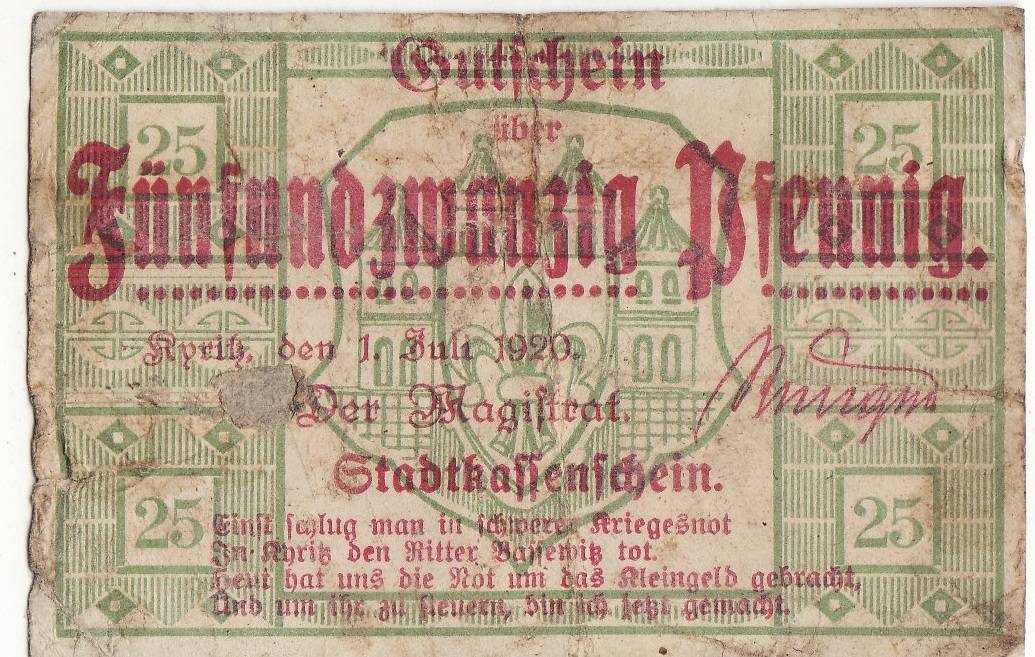 Gutschein
über
25 25
Fünfundzwanzig Pfennig.
Kyritz, den 1. Juli 1920.
Der Magistrat.
Stadtkassenschein.
25 25
Einst schlug man in schwerer Kriegesnot
In Kyritz den Ritter Bassewitz tot.
Heut hat uns die Not um das Kleingeld gebracht,
Und um ihr zu steuern, bin ich jetzt gemacht.